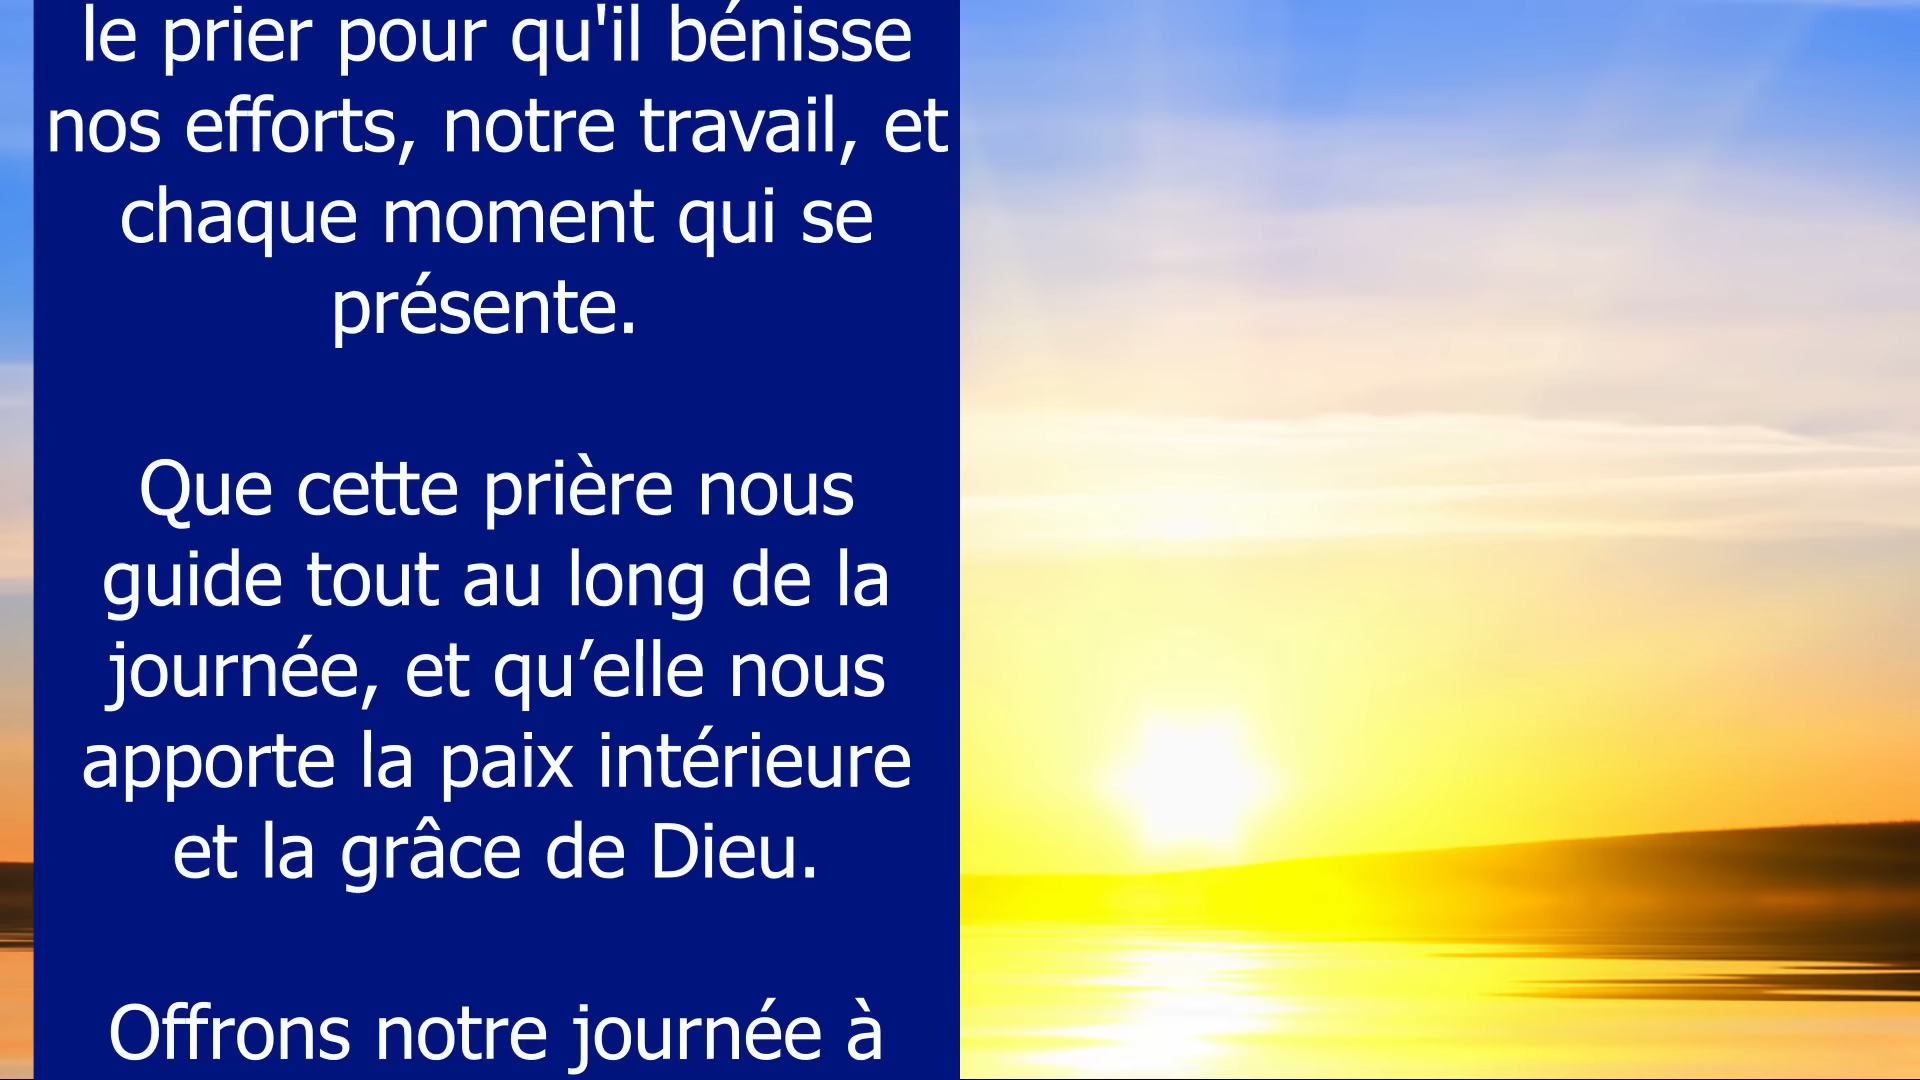 le prier pour qu'il bénisse
nos efforts, notre travail, et
chaque moment qui se
présente.
Que cette prière nous
guide tout au long de la
journée, et qu’elle nous
apporte la paix intérieure
et la grâce de Dieu.
Offrons notre journée à